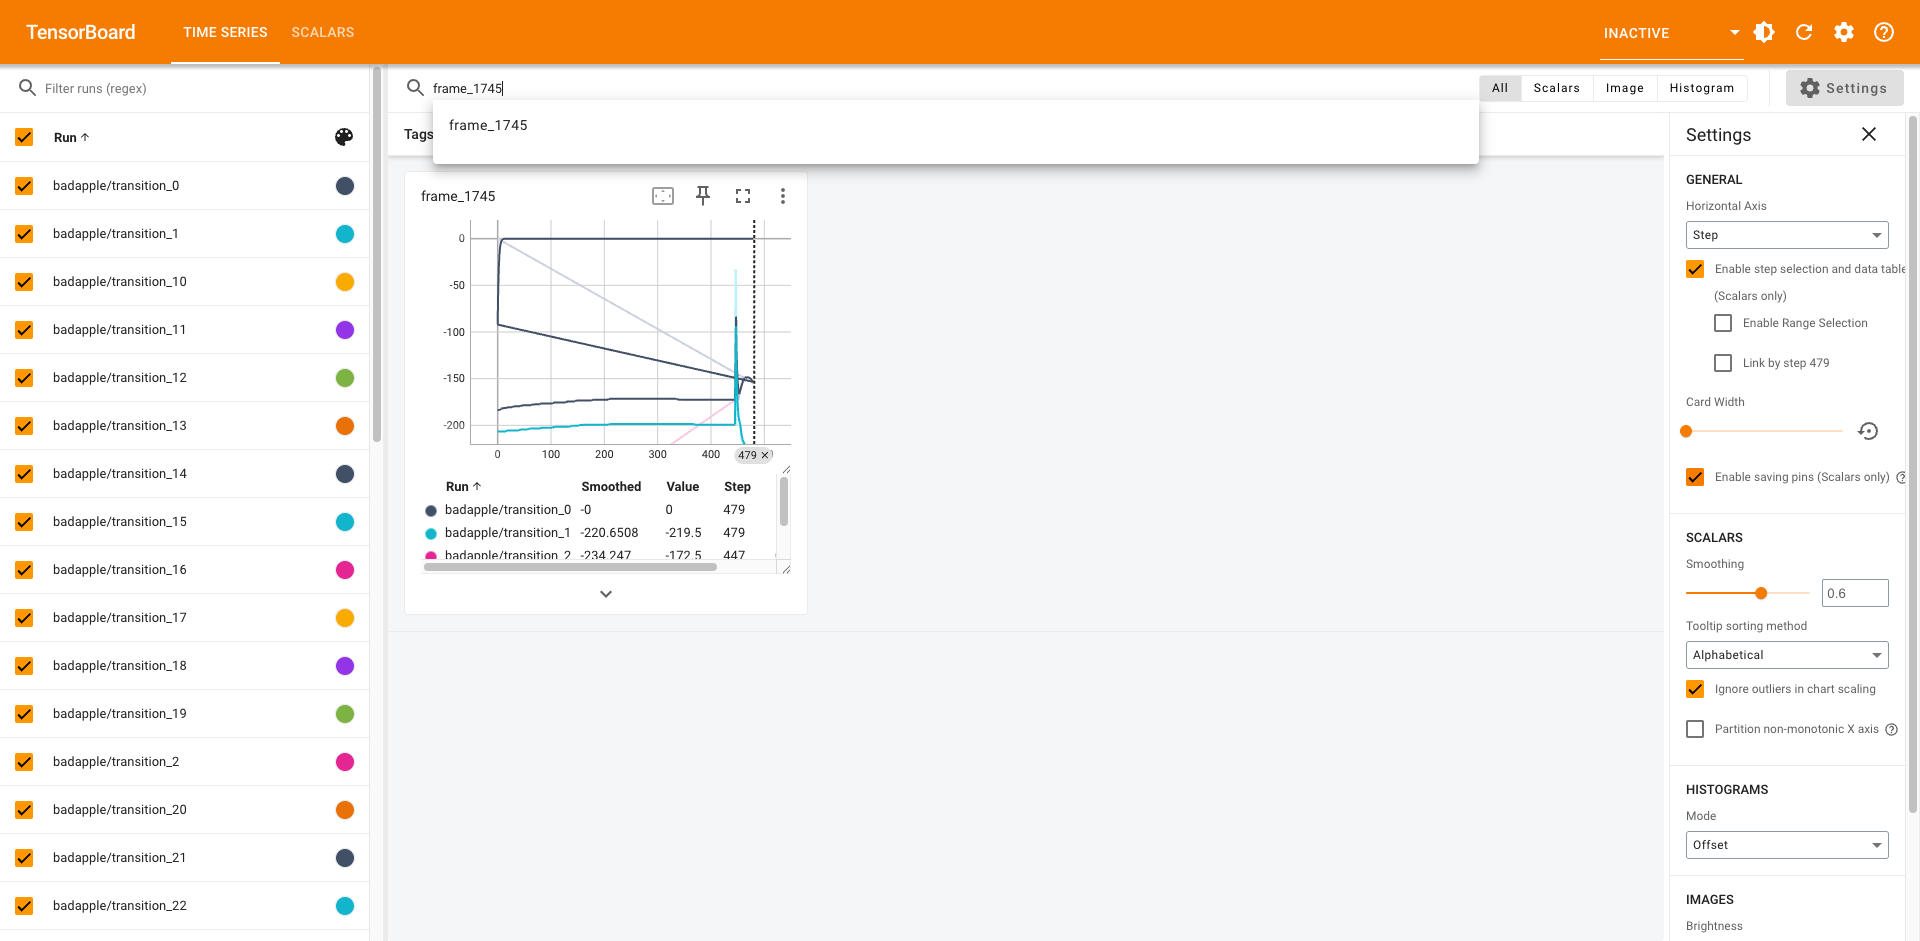 TensorBoard TIME SERIES SCALARS INACTIVE
Filter runs (regex)
frame_1745
All Scalars Image Histogram Settings
frame_1745
Run
Tags
badapple/transition_0
badapple/transition_1
badapple/transition_10
badapple/transition_11
badapple/transition_12
badapple/transition_13
badapple/transition_14
badapple/transition_15
badapple/transition_16
badapple/transition_17
badapple/transition_18
badapple/transition_19
badapple/transition_2
badapple/transition_20
badapple/transition_21
badapple/transition_22
frame_1745
0
-50
-100
-150
-200
0 100 200 300 400 479
Run Smoothed Value Step
badapple/transition_0 -0 0 479
badapple/transition_1 -220.6508 -219.5 479
badapple/transition_2 -234.247 -172.5 447
Settings
GENERAL
Horizontal Axis
Step
Enable step selection and data table
(Scalars only)
Enable Range Selection
Link by step 479
Card Width
Enable saving pins (Scalars only)
SCALARS
Smoothing
0.6
Tooltip sorting method
Alphabetical
Ignore outliers in chart scaling
Partition non-monotonic X axis
HISTOGRAMS
Mode
Offset
IMAGES
Brightness